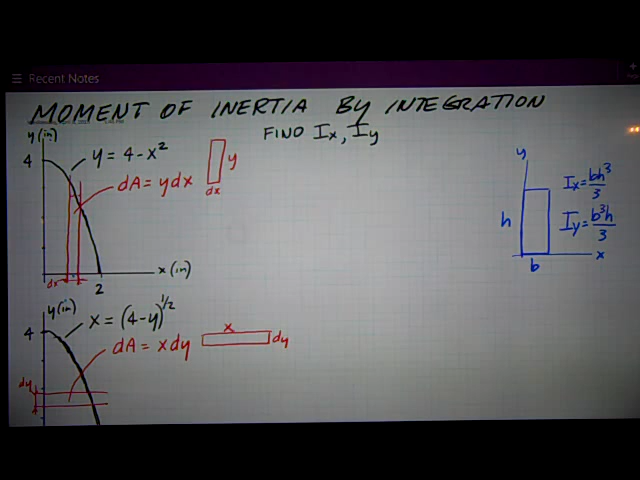 Recent Notes
MOMENT OF INERTIA BY INTEGRATION
FIND Ix, Iy
y(in)
4
y = 4 - x²
dA = ydx
y
dx
dx
2
x (in)
y
h
b
x
Ix = bh³/3
Iy = b³h/3
y(in)
4
x = (4-y)^1/2
dA = xdy
x
dy
dy